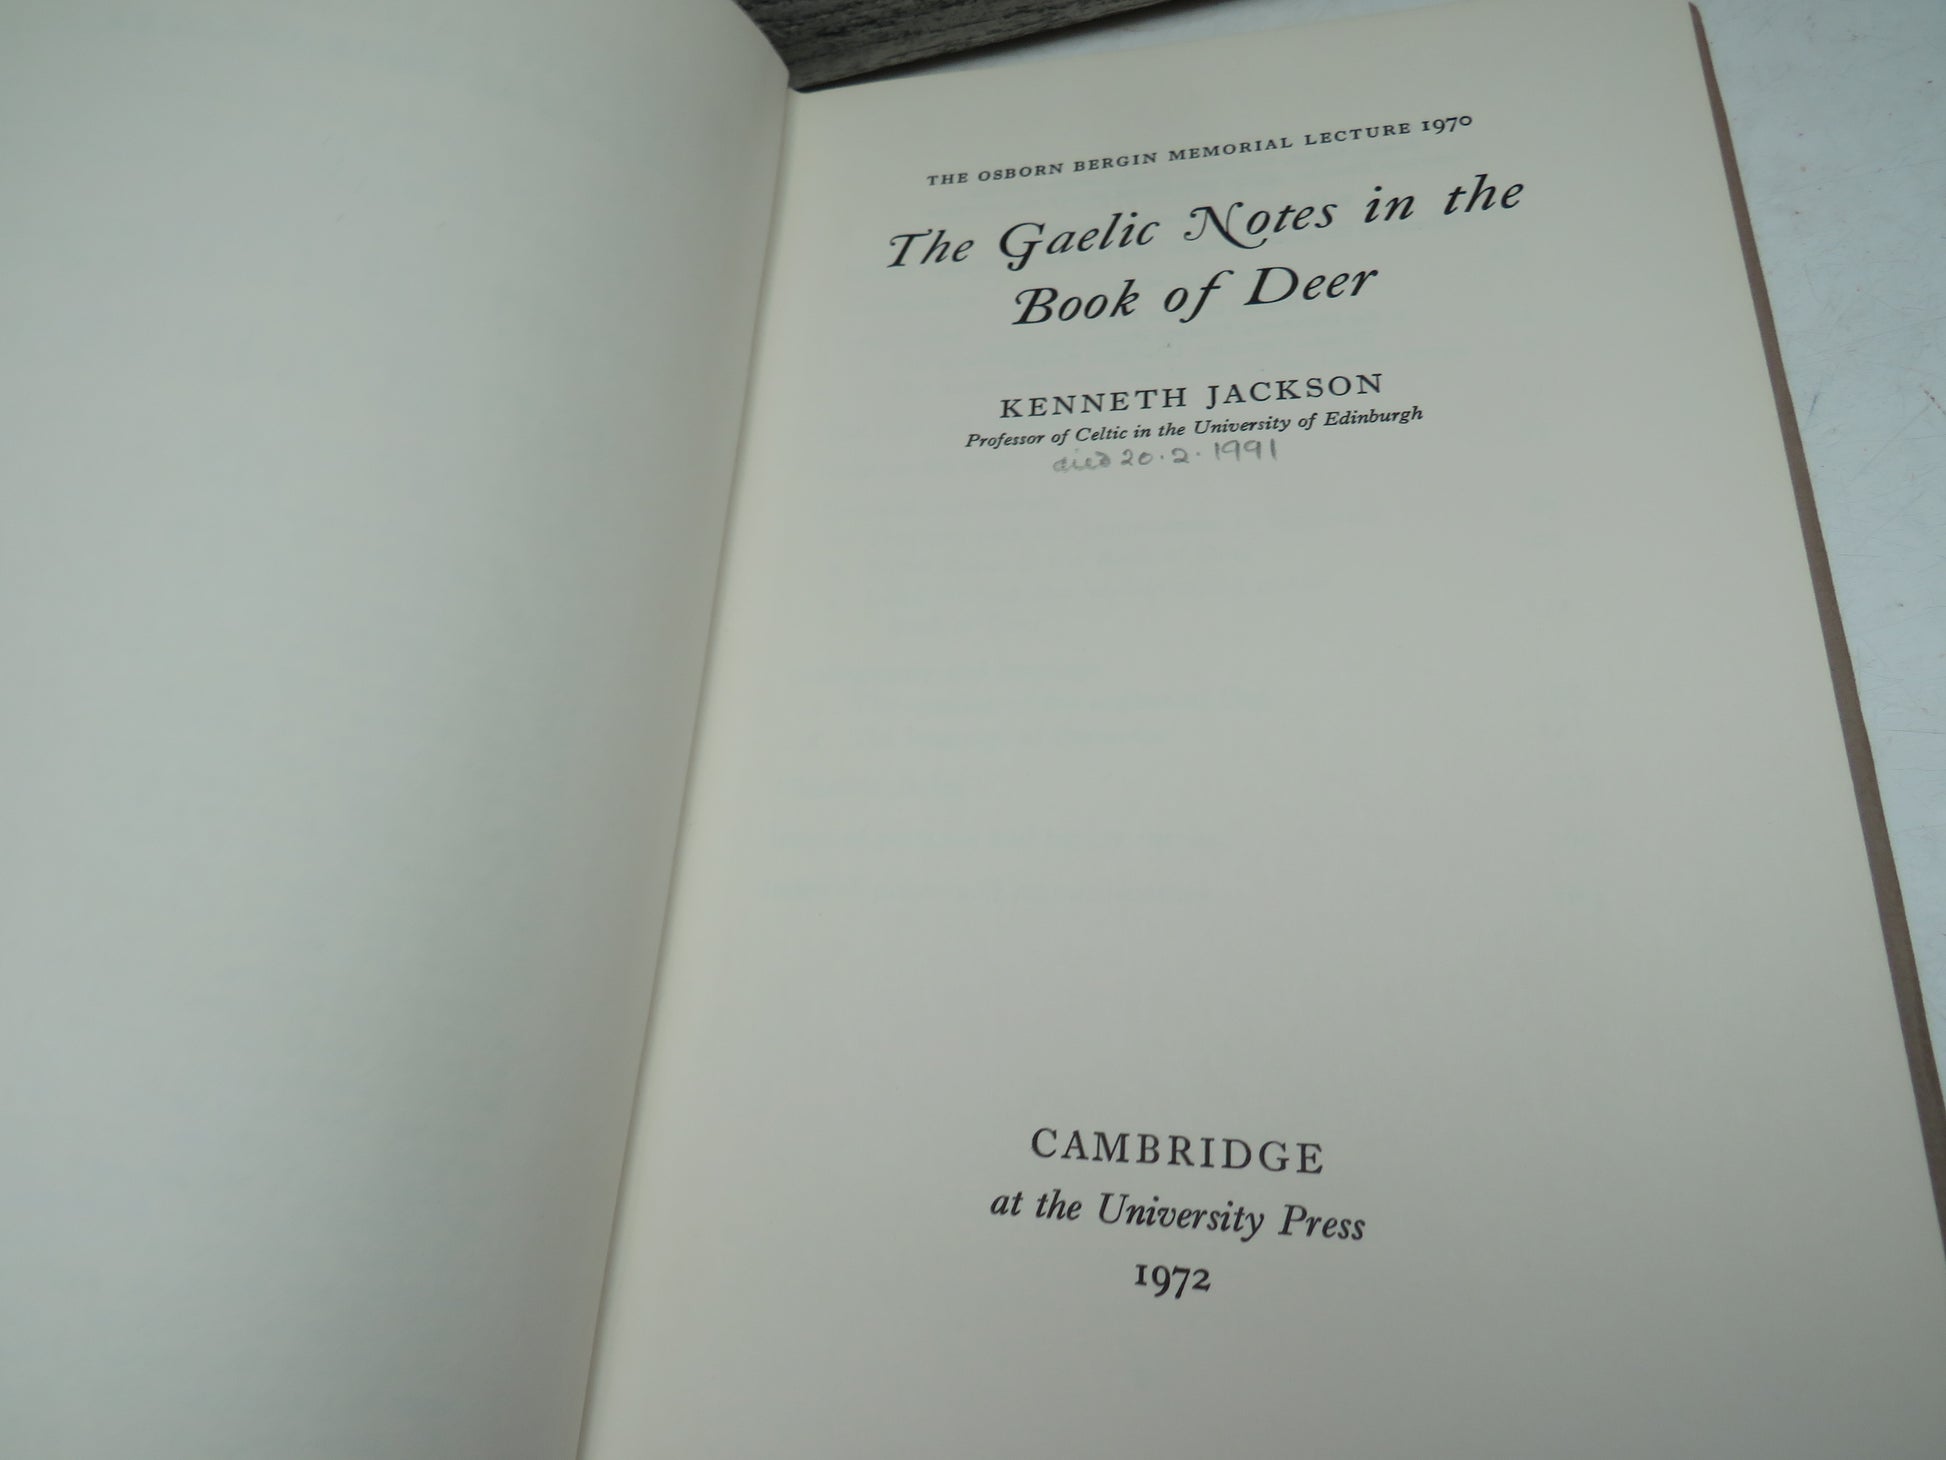 THE OSBORN BERGIN MEMORIAL LECTURE 1970
The Gaelic Notes in the
Book of Deer
KENNETH JACKSON
Professor of Celtic in the University of Edinburgh
died 20.2.1991
CAMBRIDGE
at the University Press
1972